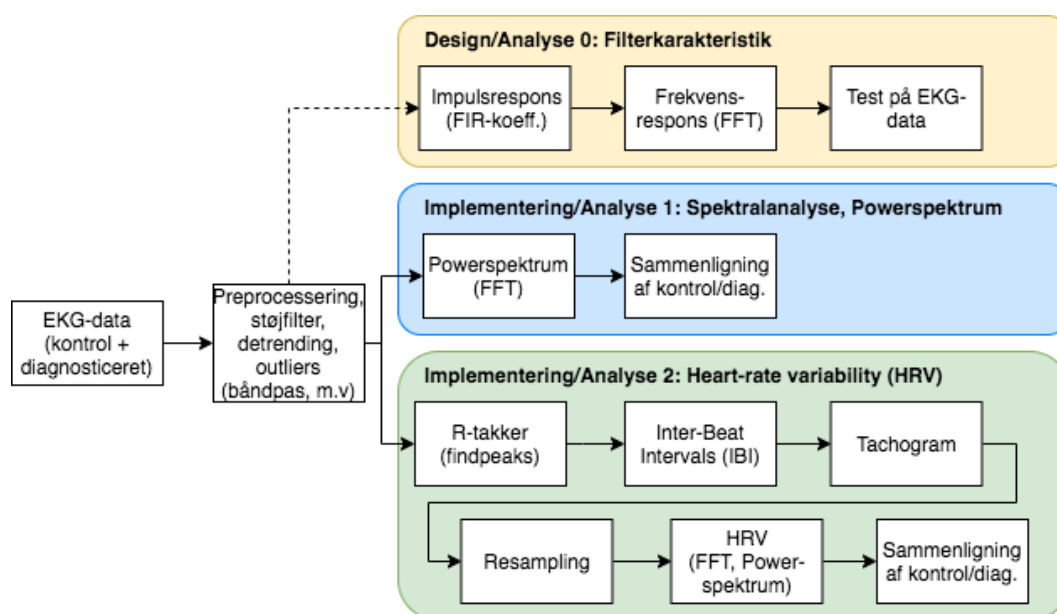 Design/Analyse 0: Filterkarakteristik
Impulsrespons
(FIR-koeff.)
Frekvens-
respons (FFT)
Test på EKG-
data
Implementering/Analyse 1: Spektralanalyse, Powerspektrum
Powerspektrum
(FFT)
Sammenligning
af kontrol/diag.
EKG-data
(kontrol +
diagnosticeret)
Preprocessering,
støjfilter,
detrending,
outliers
(båndpas, m.v)
Implementering/Analyse 2: Heart-rate variability (HRV)
R-takker
(findpeaks)
Inter-Beat
Intervals (IBI)
Tachogram
Resampling
HRV
(FFT, Power-
spektrum)
Sammenligning
af kontrol/diag.